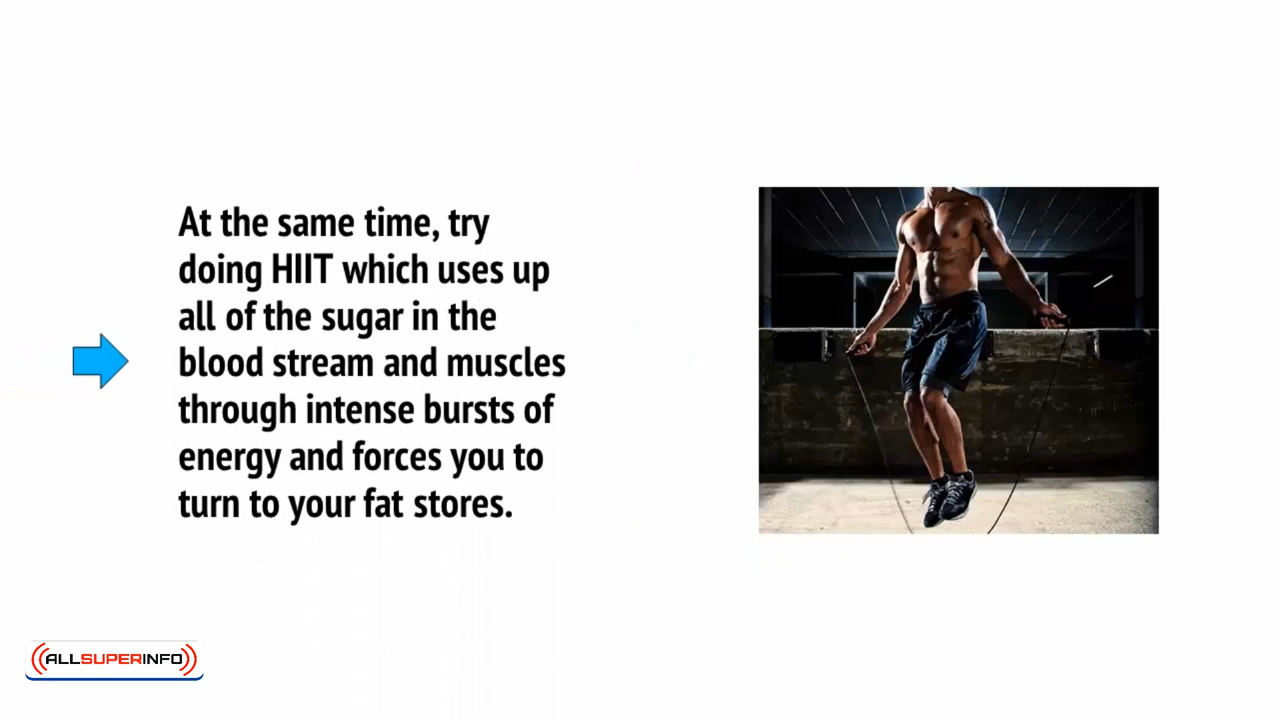 At the same time, try
doing HIIT which uses up
all of the sugar in the
blood stream and muscles
through intense bursts of
energy and forces you to
turn to your fat stores.
ALLSUPERINFO